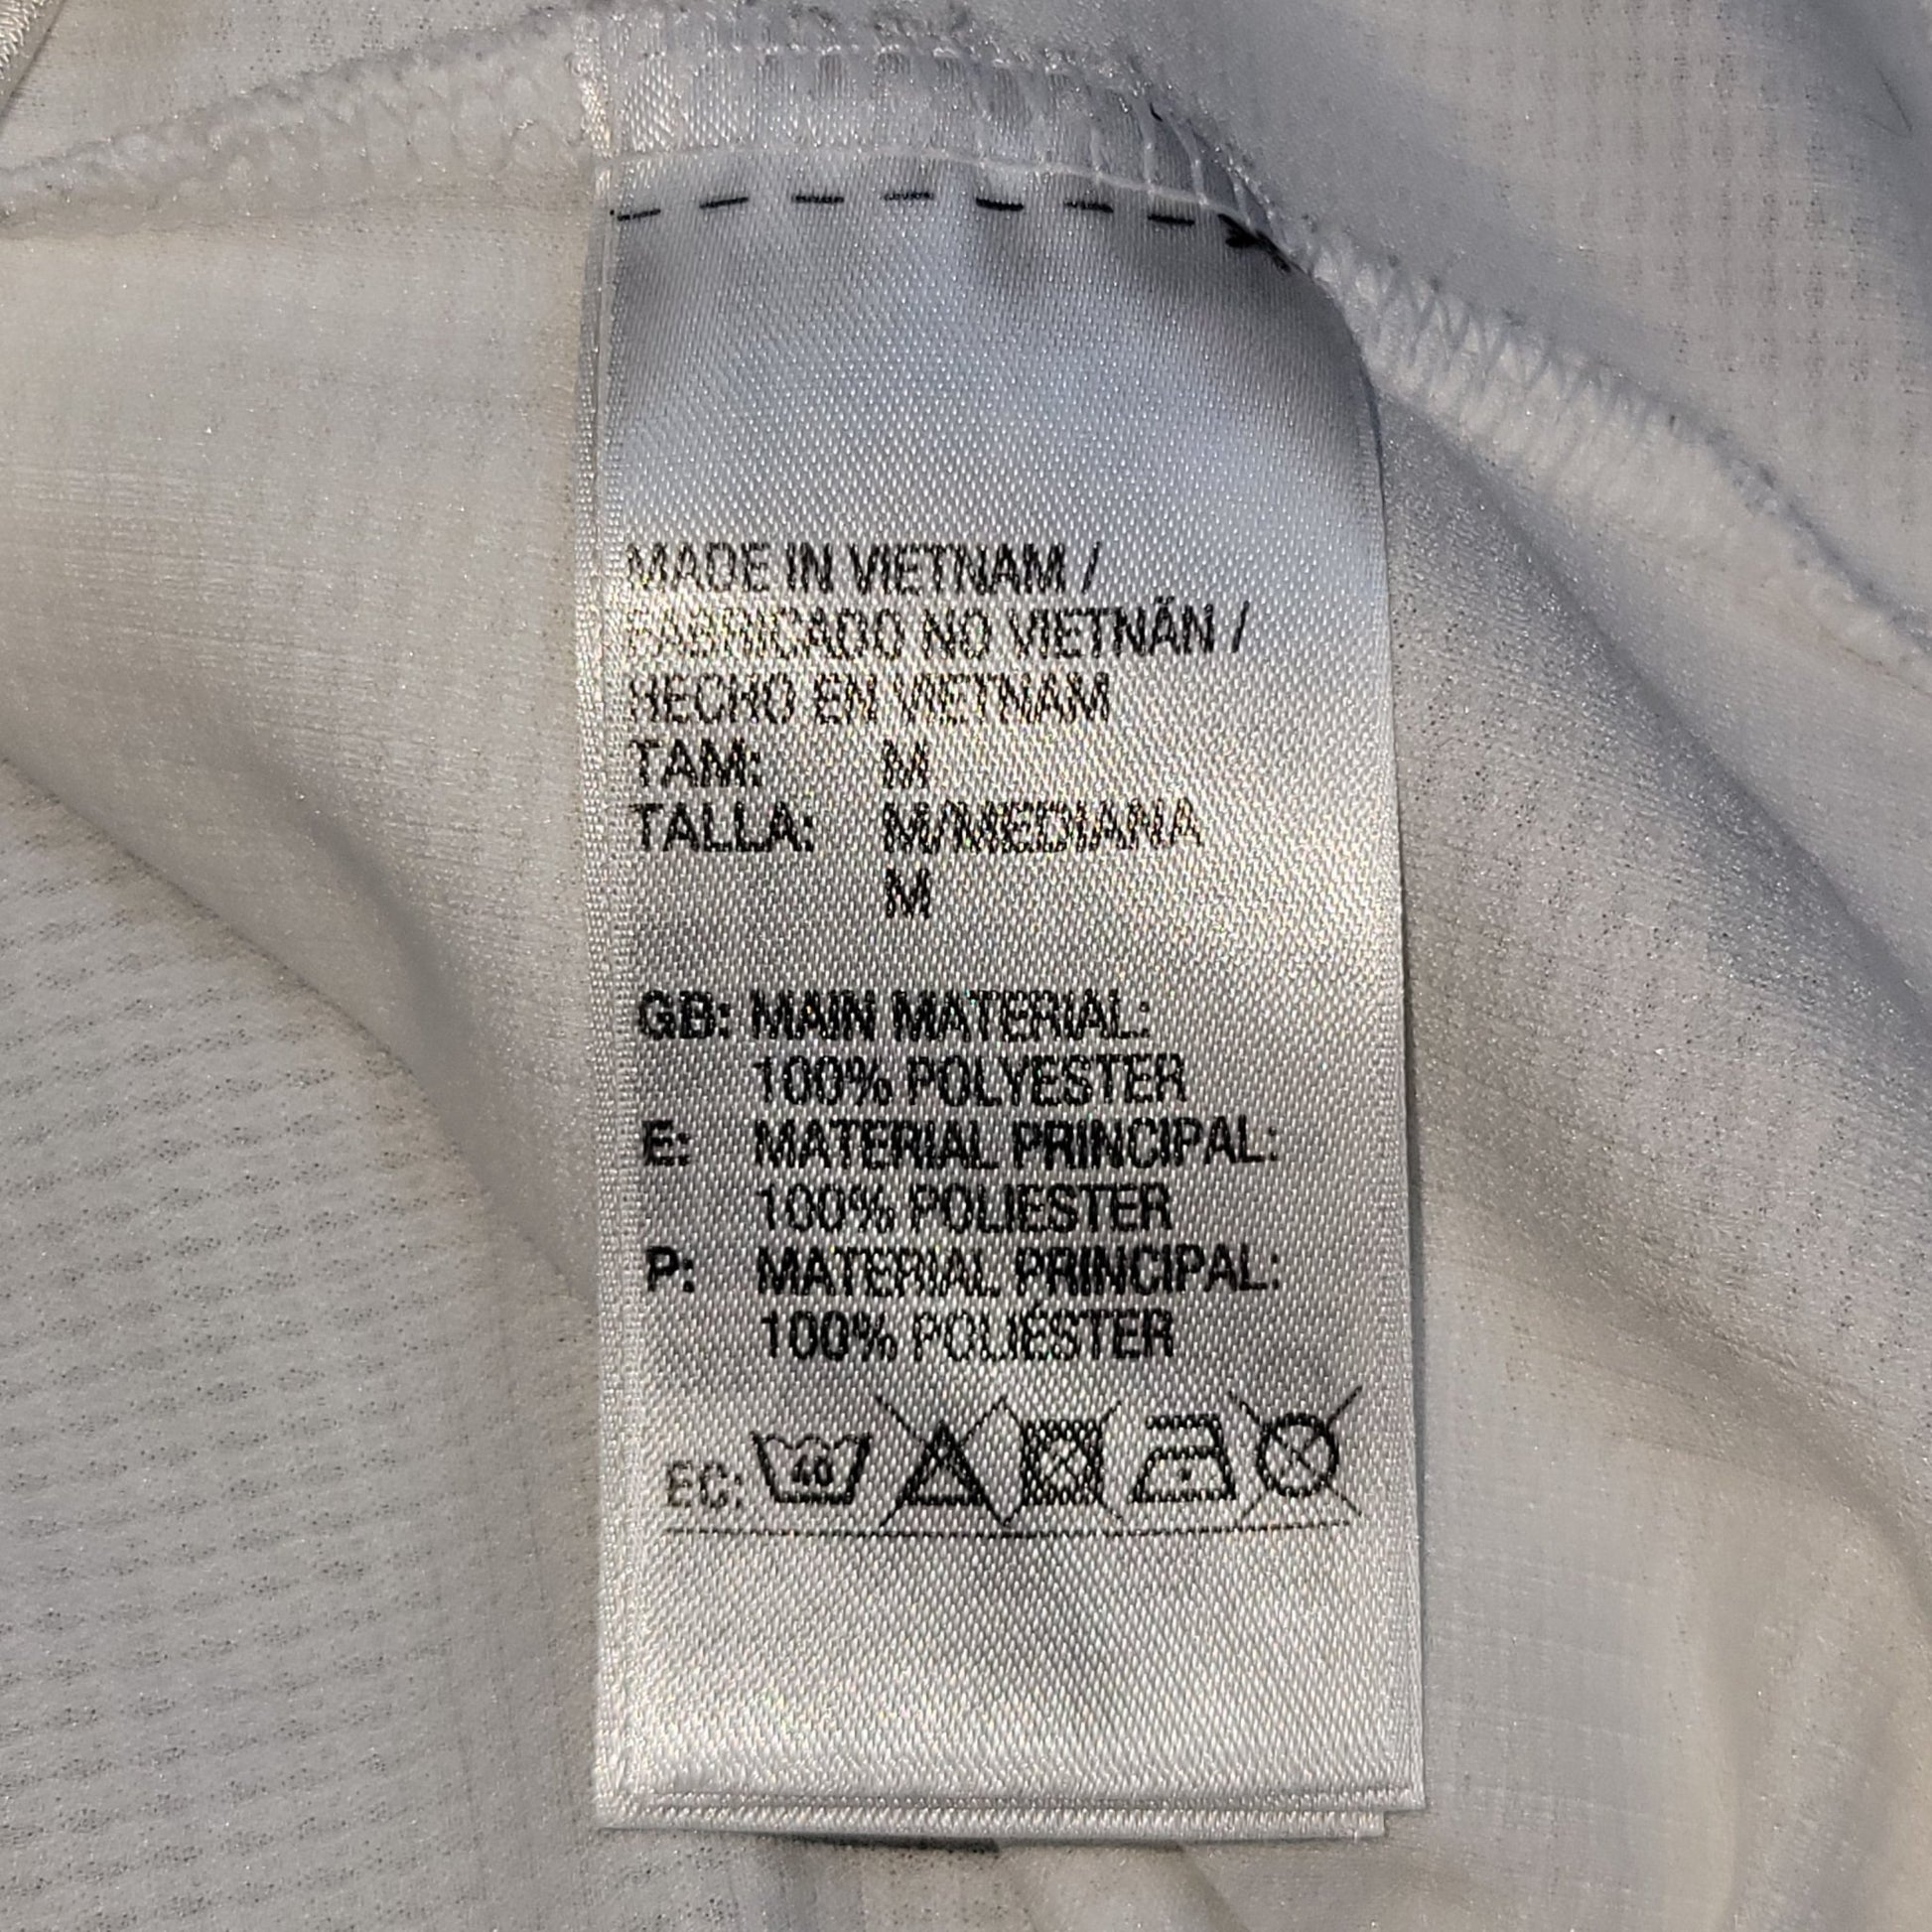 MADE IN VIETNAM /
FABRICADO NO VIETNÃN /
HECHO EN VIETNAM
TAM: M
TALLA: M/MEDIANA
M
GB: MAIN MATERIAL:
100% POLYESTER
E: MATERIAL PRINCIPAL:
100% POLIESTER
P: MATERIAL PRINCIPAL:
100% POLIÉSTER
EC: 40